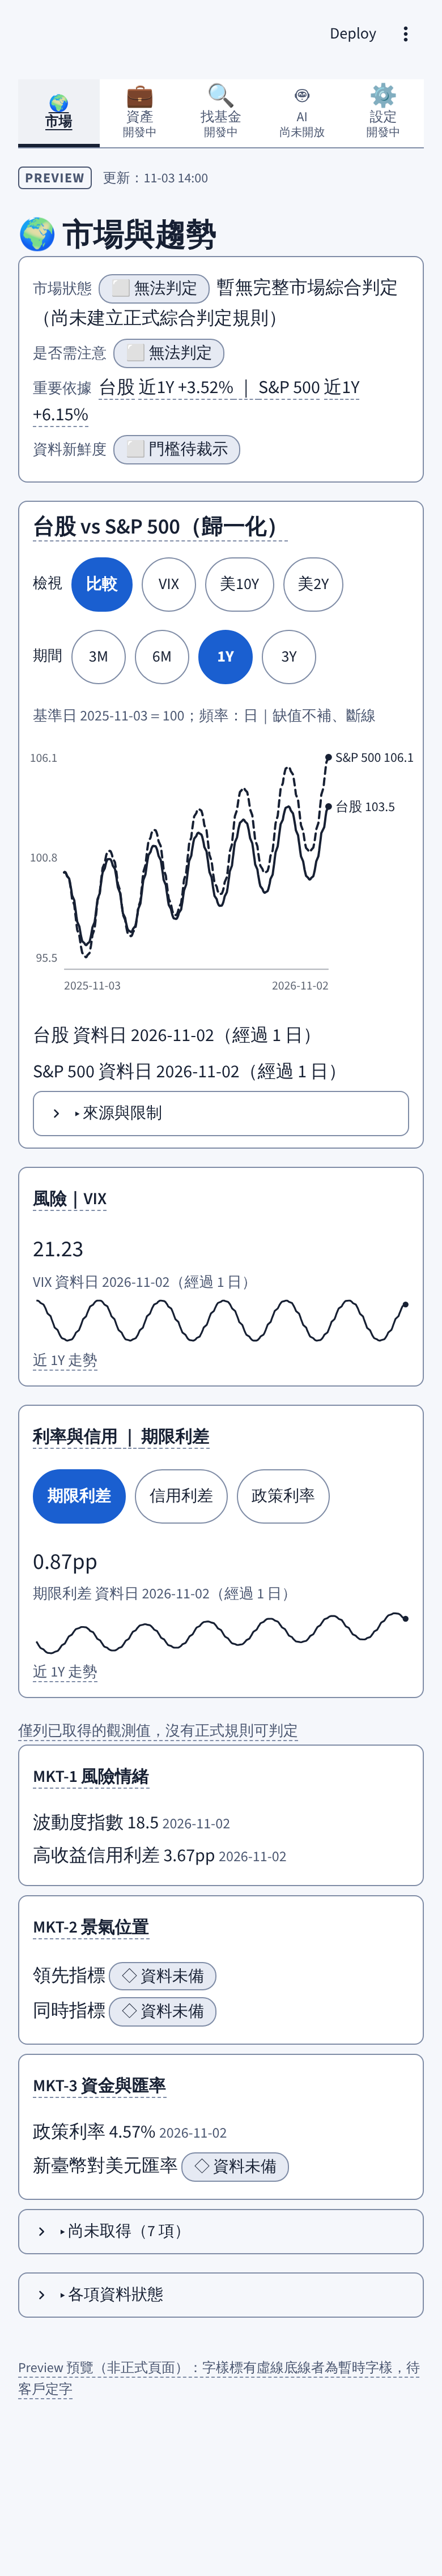 Deploy
市場
資產
開發中
找基金
開發中
AI
尚未開放
設定
開發中
PREVIEW 更新：11-03 14:00
市場與趨勢
市場狀態 無法判定 暫無完整市場綜合判定
（尚未建立正式綜合判定規則）
是否需注意 無法判定
重要依據 台股 近1Y +3.52% ｜ S&P 500 近1Y
+6.15%
資料新鮮度 門檻待裁示
台股 vs S&P 500（歸一化）
檢視 比較 VIX 美10Y 美2Y
期間 3M 6M 1Y 3Y
基準日 2025-11-03＝100；頻率：日｜缺值不補、斷線
106.1
S&P 500 106.1
台股 103.5
100.8
95.5
2025-11-03 2026-11-02
台股 資料日 2026-11-02（經過 1 日）
S&P 500 資料日 2026-11-02（經過 1 日）
▸ 來源與限制
風險｜VIX
21.23
VIX 資料日 2026-11-02（經過 1 日）
近 1Y 走勢
利率與信用 ｜ 期限利差
期限利差 信用利差 政策利率
0.87pp
期限利差 資料日 2026-11-02（經過 1 日）
近 1Y 走勢
僅列已取得的觀測值，沒有正式規則可判定
MKT-1 風險情緒
波動度指數 18.5 2026-11-02
高收益信用利差 3.67pp 2026-11-02
MKT-2 景氣位置
領先指標 ◇ 資料未備
同時指標 ◇ 資料未備
MKT-3 資金與匯率
政策利率 4.57% 2026-11-02
新臺幣對美元匯率 ◇ 資料未備
▸ 尚未取得（7 項）
▸ 各項資料狀態
Preview 預覽（非正式頁面）：字樣標有虛線底線者為暫時字樣，待
客戶定字